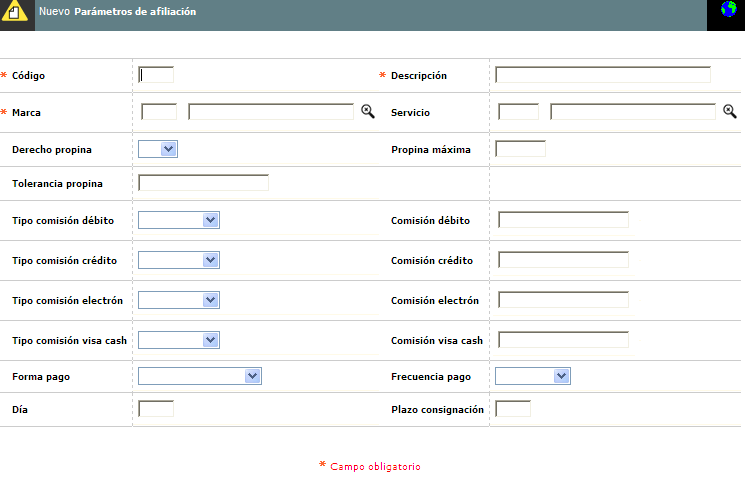 Nuevo Parámetros de afiliación
* Código * Descripción
* Marca Servicio
Derecho propina Propina máxima
Tolerancia propina
Tipo comisión débito Comisión débito
Tipo comisión crédito Comisión crédito
Tipo comisión electrón Comisión electrón
Tipo comisión visa cash Comisión visa cash
Forma pago Frecuencia pago
Día Plazo consignación
* Campo obligatorio